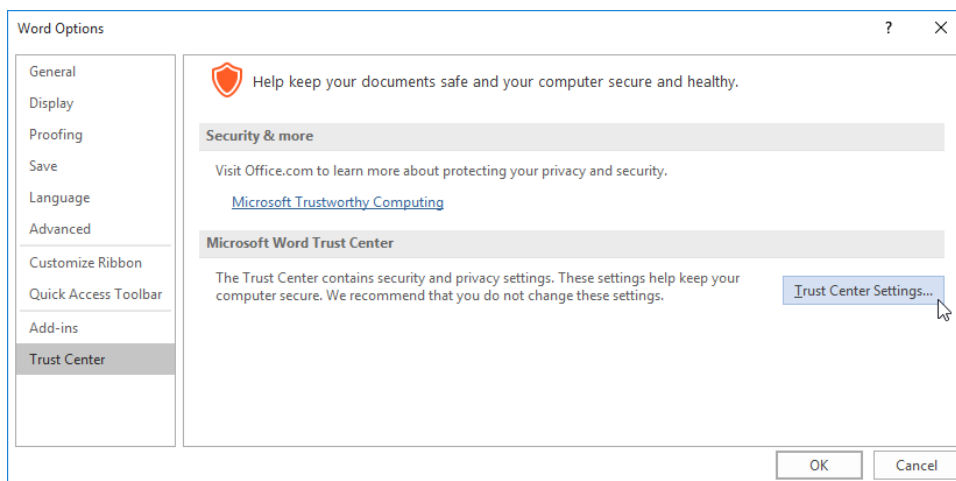 Word Options
?
General
Display
Proofing
Save
Language
Advanced
Customize Ribbon
Quick Access Toolbar
Add-ins
Trust Center
Help keep your documents safe and your computer secure and healthy.
Security & more
Visit Office.com to learn more about protecting your privacy and security.
Microsoft Trustworthy Computing
Microsoft Word Trust Center
The Trust Center contains security and privacy settings. These settings help keep your
computer secure. We recommend that you do not change these settings.
Trust Center Settings...
OK
Cancel